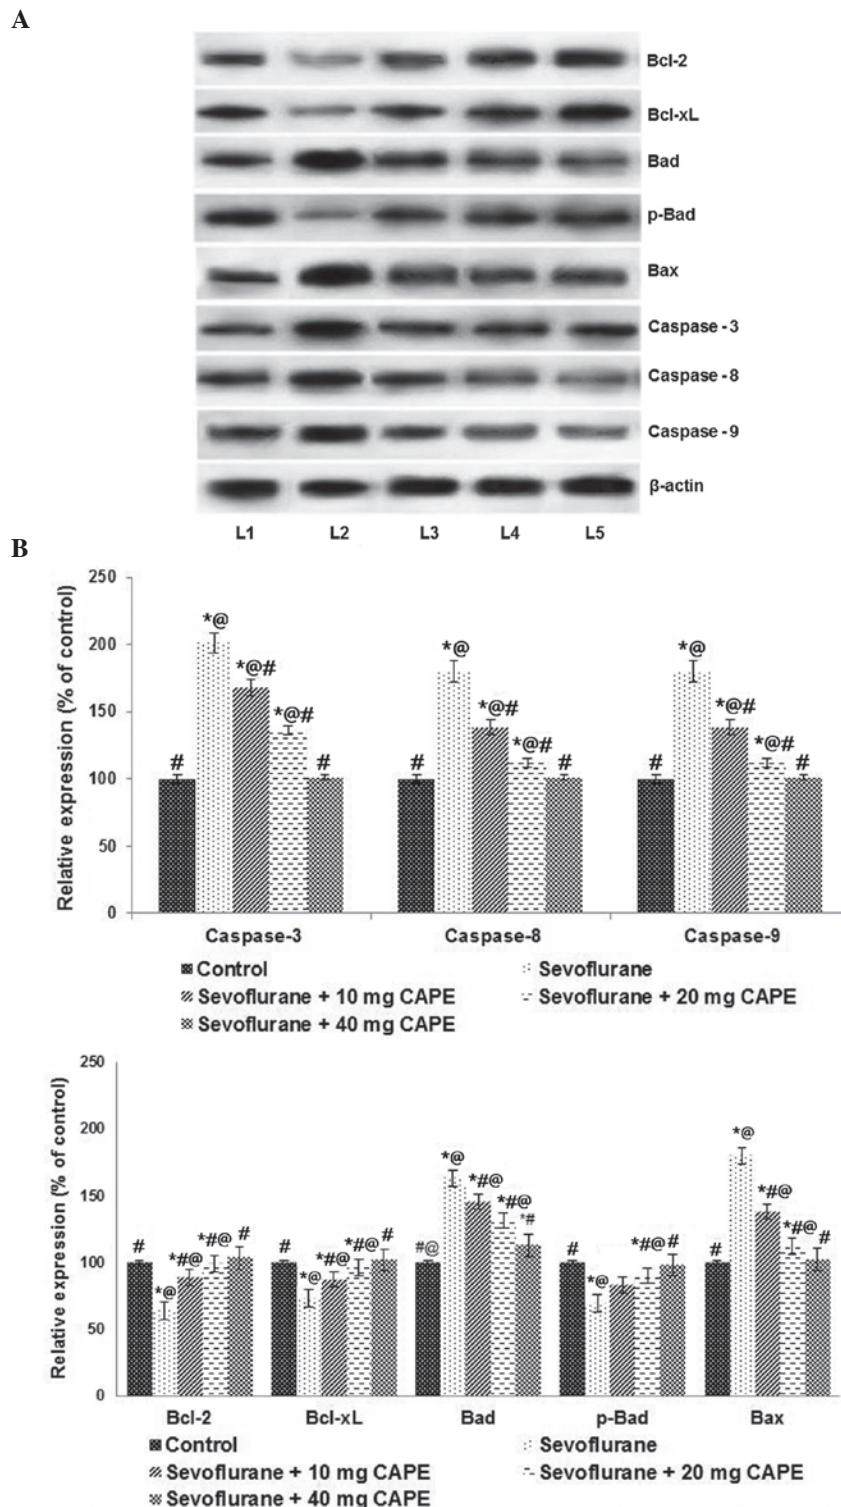 A
Bcl-2
Bcl-xL
Bad
p-Bad
Bax
Caspase - 3
Caspase - 8
Caspase - 9
β-actin
L1 L2 L3 L4 L5
B
Relative expression (% of control)
250
200
150
100
50
0
*@ *@# *@# # #
*@ *@# *@# # #
*@ *@# *@# # #
Caspase-3 Caspase-8 Caspase-9
Control Sevoflurane
Sevoflurane + 10 mg CAPE Sevoflurane + 20 mg CAPE
Sevoflurane + 40 mg CAPE
Relative expression (% of control)
250
200
150
100
50
0
# *@ *#@ *#@ #
# *@ *#@ *#@ #
#@ *@ *#@ *#@ *#
# *@ *#@ #
# *@ *#@ *#@ #
Bcl-2 Bcl-xL Bad p-Bad Bax
Control Sevoflurane
Sevoflurane + 10 mg CAPE Sevoflurane + 20 mg CAPE
Sevoflurane + 40 mg CAPE